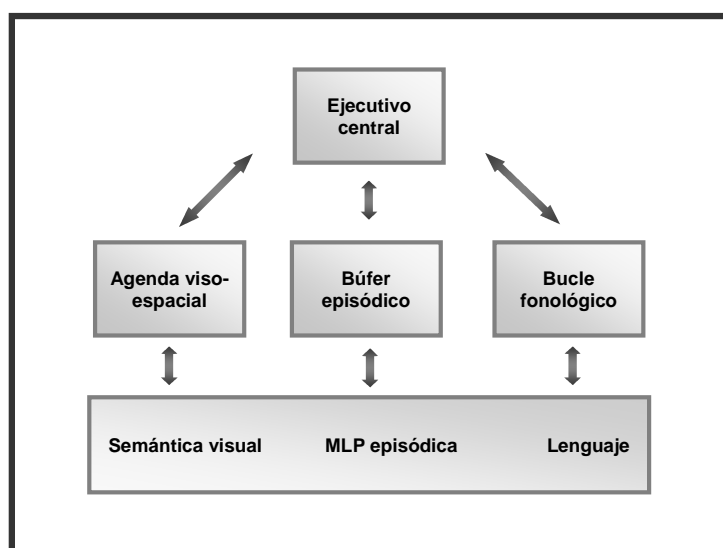 Ejecutivo
central
Agenda viso-
espacial
Búfer
episódico
Bucle
fonológico
Semántica visual
MLP episódica
Lenguaje